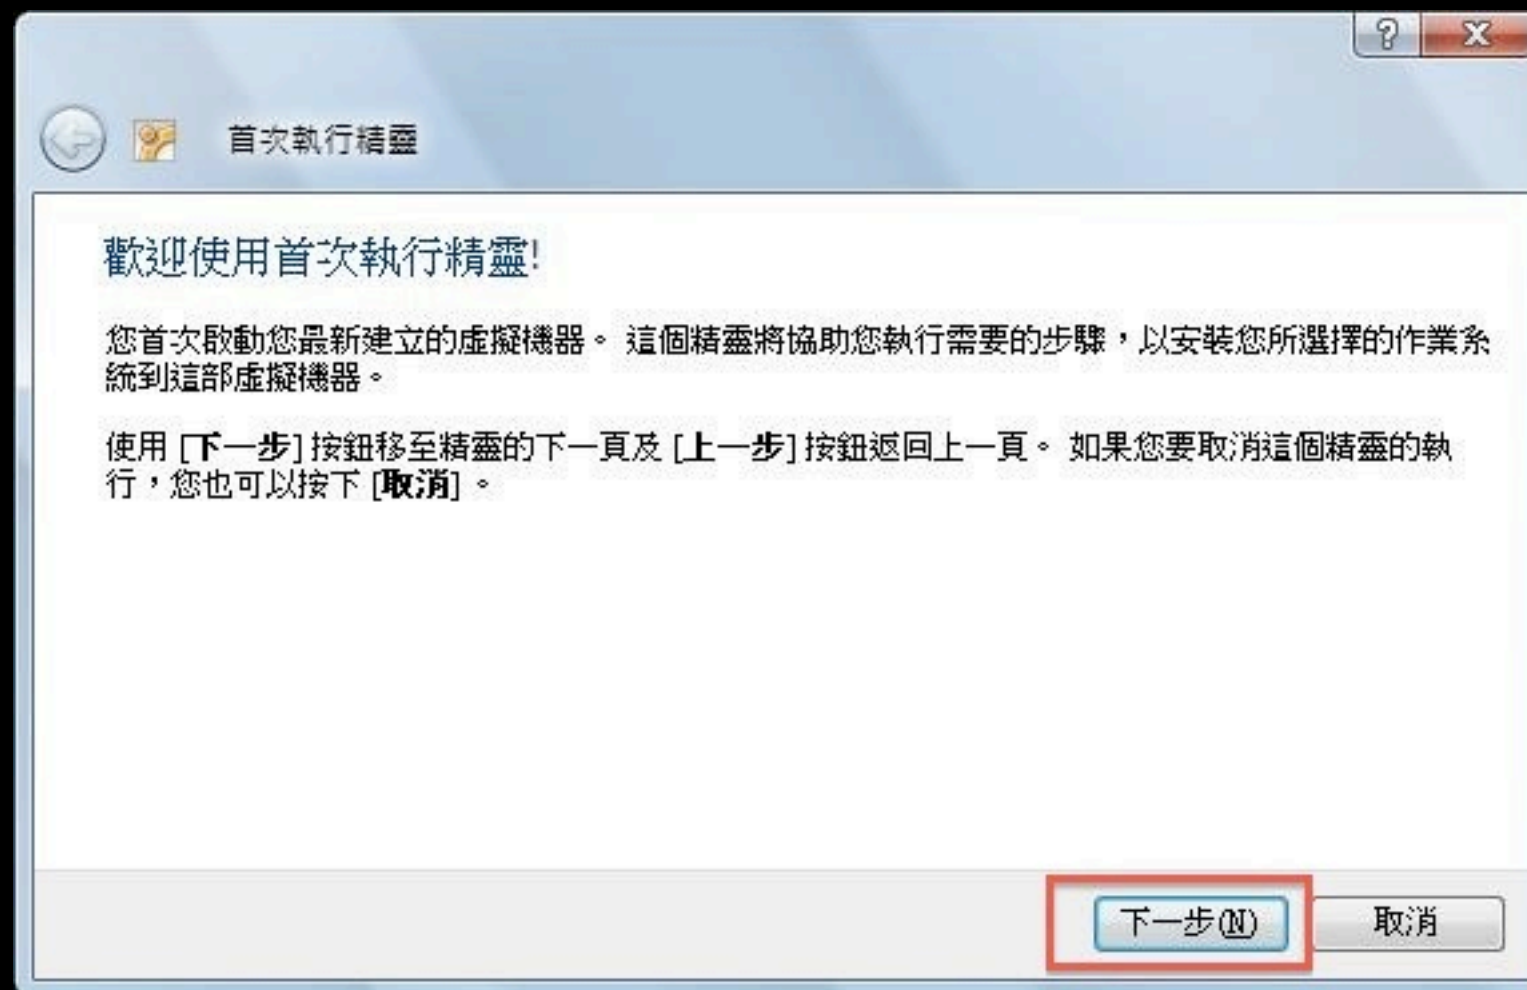 首次執行精靈
歡迎使用首次執行精靈!
您首次啟動您最新建立的虛擬機器。 這個精靈將協助您執行需要的步驟，以安裝您所選擇的作業系
統到這部虛擬機器。
使用 [下一步] 按鈕移至精靈的下一頁及 [上一步] 按鈕返回上一頁。 如果您要取消這個精靈的執
行，您也可以按下 [取消]。
下一步(N) 取消